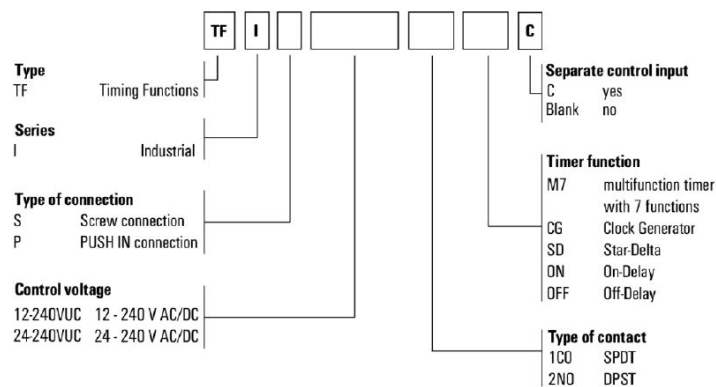 TF I C
Type
TF Timing Functions
Series
I Industrial
Type of connection
S Screw connection
P PUSH IN connection
Control voltage
12-240VUC 12 - 240 V AC/DC
24-240VUC 24 - 240 V AC/DC
Separate control input
C yes
Blank no
Timer function
M7 multifunction timer
with 7 functions
CG Clock Generator
SD Star-Delta
ON On-Delay
OFF Off-Delay
Type of contact
1CO SPDT
2NO DPST